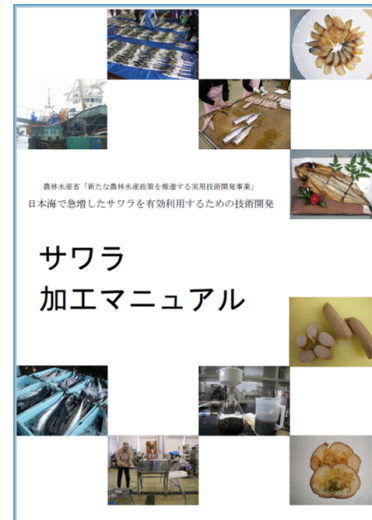 農林水産省「新たな農林水産政策を推進する実用技術開発事業」
日本海で急増したサワラを有効利用するための技術開発
サワラ
加工マニュアル